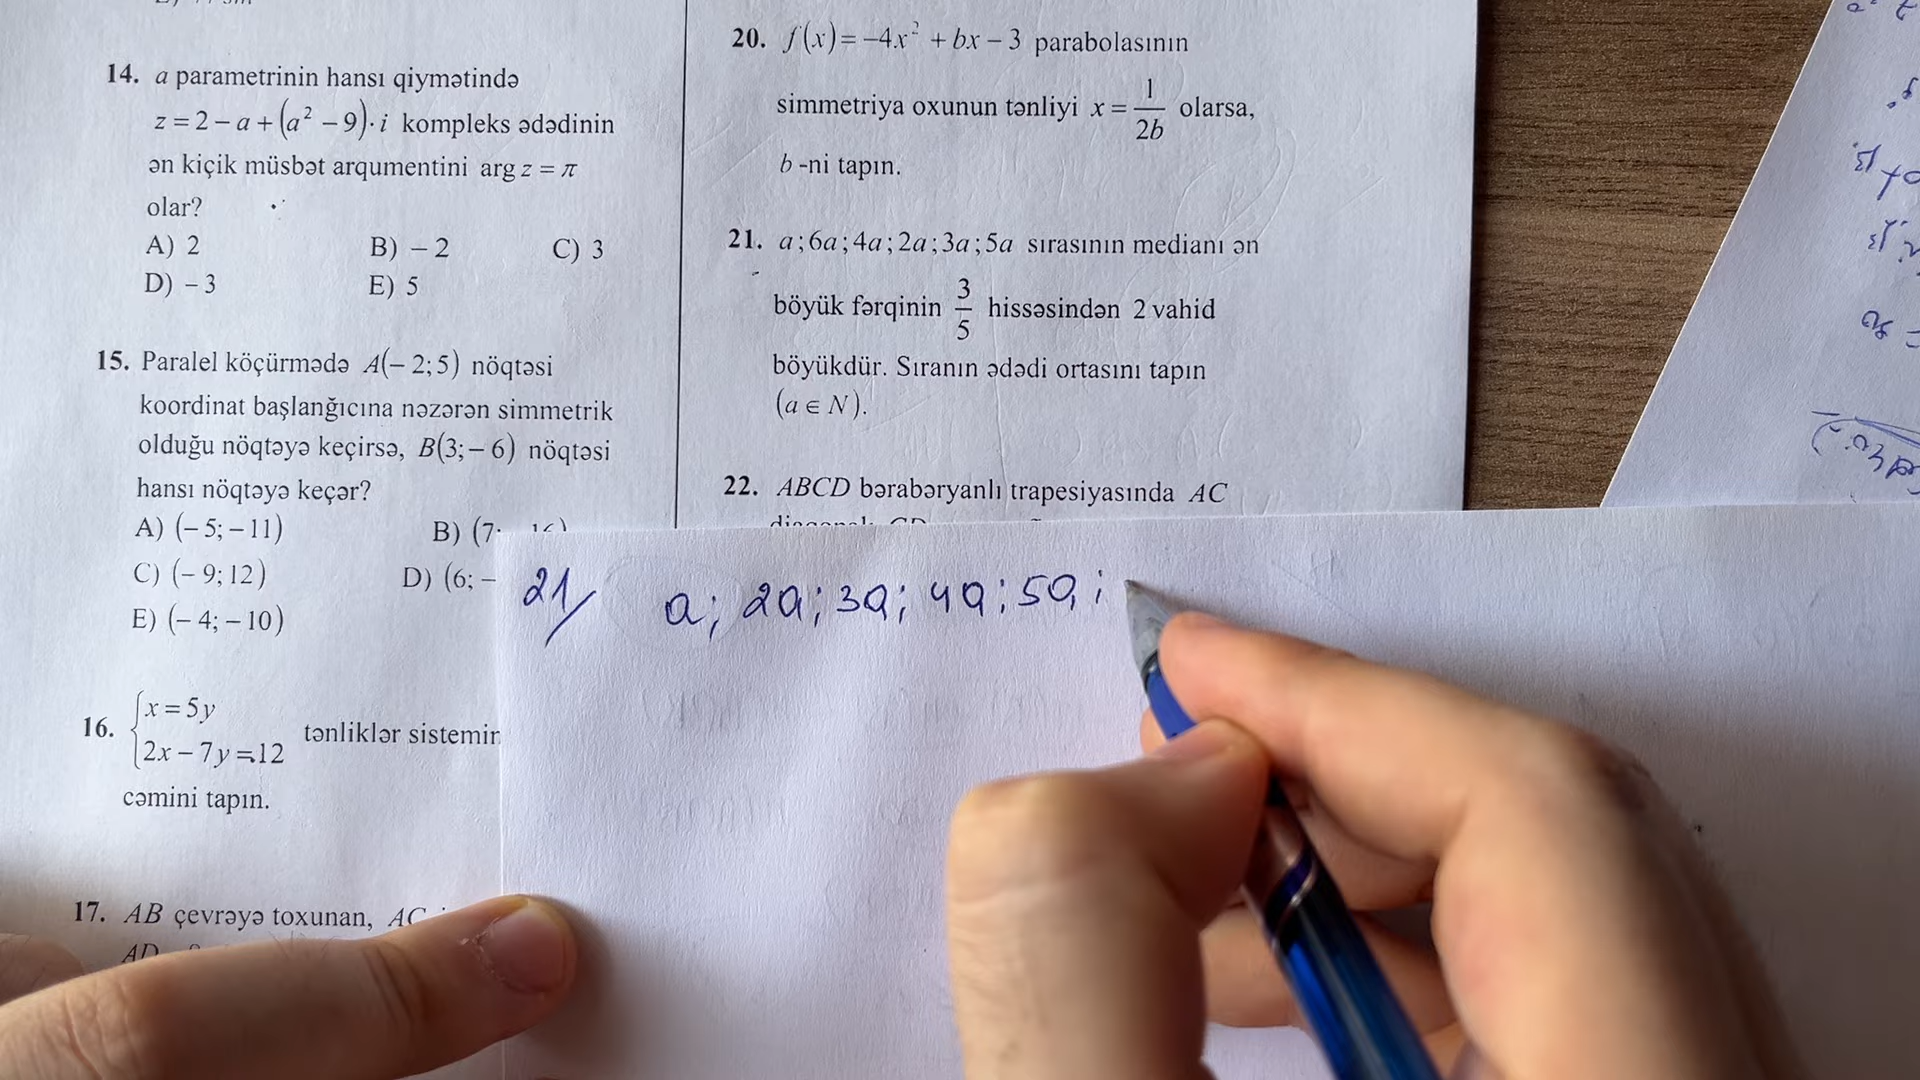 14. a parametrinin hansı qiymətində
z = 2 − a + (a² − 9)·i kompleks ədədinin
ən kiçik müsbət arqumentini arg z = π
olar?
A) 2 B) − 2 C) 3
D) − 3 E) 5
15. Paralel köçürmədə A(− 2; 5) nöqtəsi
koordinat başlanğıcına nəzərən simmetrik
olduğu nöqtəyə keçirsə, B(3; − 6) nöqtəsi
hansı nöqtəyə keçər?
A) (− 5; − 11) B) (7;
C) (− 9; 12) D) (6; −
E) (− 4; − 10)
16. { x = 5y
2x − 7y = 12 tənliklər
cəmini tapın.
17. AB çevrəyə toxunan, AC
AD
20. f(x) = −4x² + bx − 3 parabolasının
simmetriya oxunun tənliyi x = 1/2b olarsa,
b -ni tapın.
21. a; 6a; 4a; 2a; 3a; 5a sırasının medianı ən
böyük fərqinin 3/5 hissəsindən 2 vahid
böyükdür. Sıranın ədədi ortasını tapın
(a ∈ N).
22. ABCD bərabəryanlı trapesiyasında AC
21/ a; 2a; 3a; 4a; 5a;